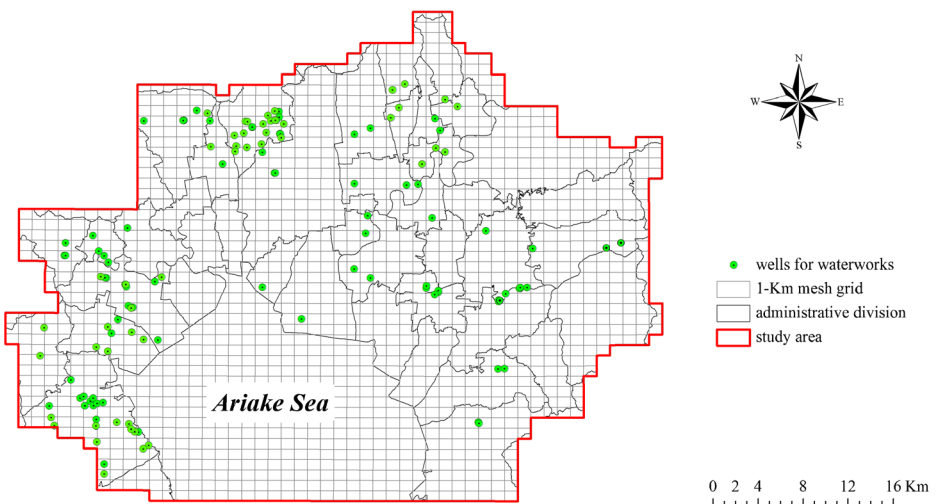 N
W E
S
wells for waterworks
1-Km mesh grid
administrative division
study area
Ariake Sea
0 2 4 8 12 16 Km